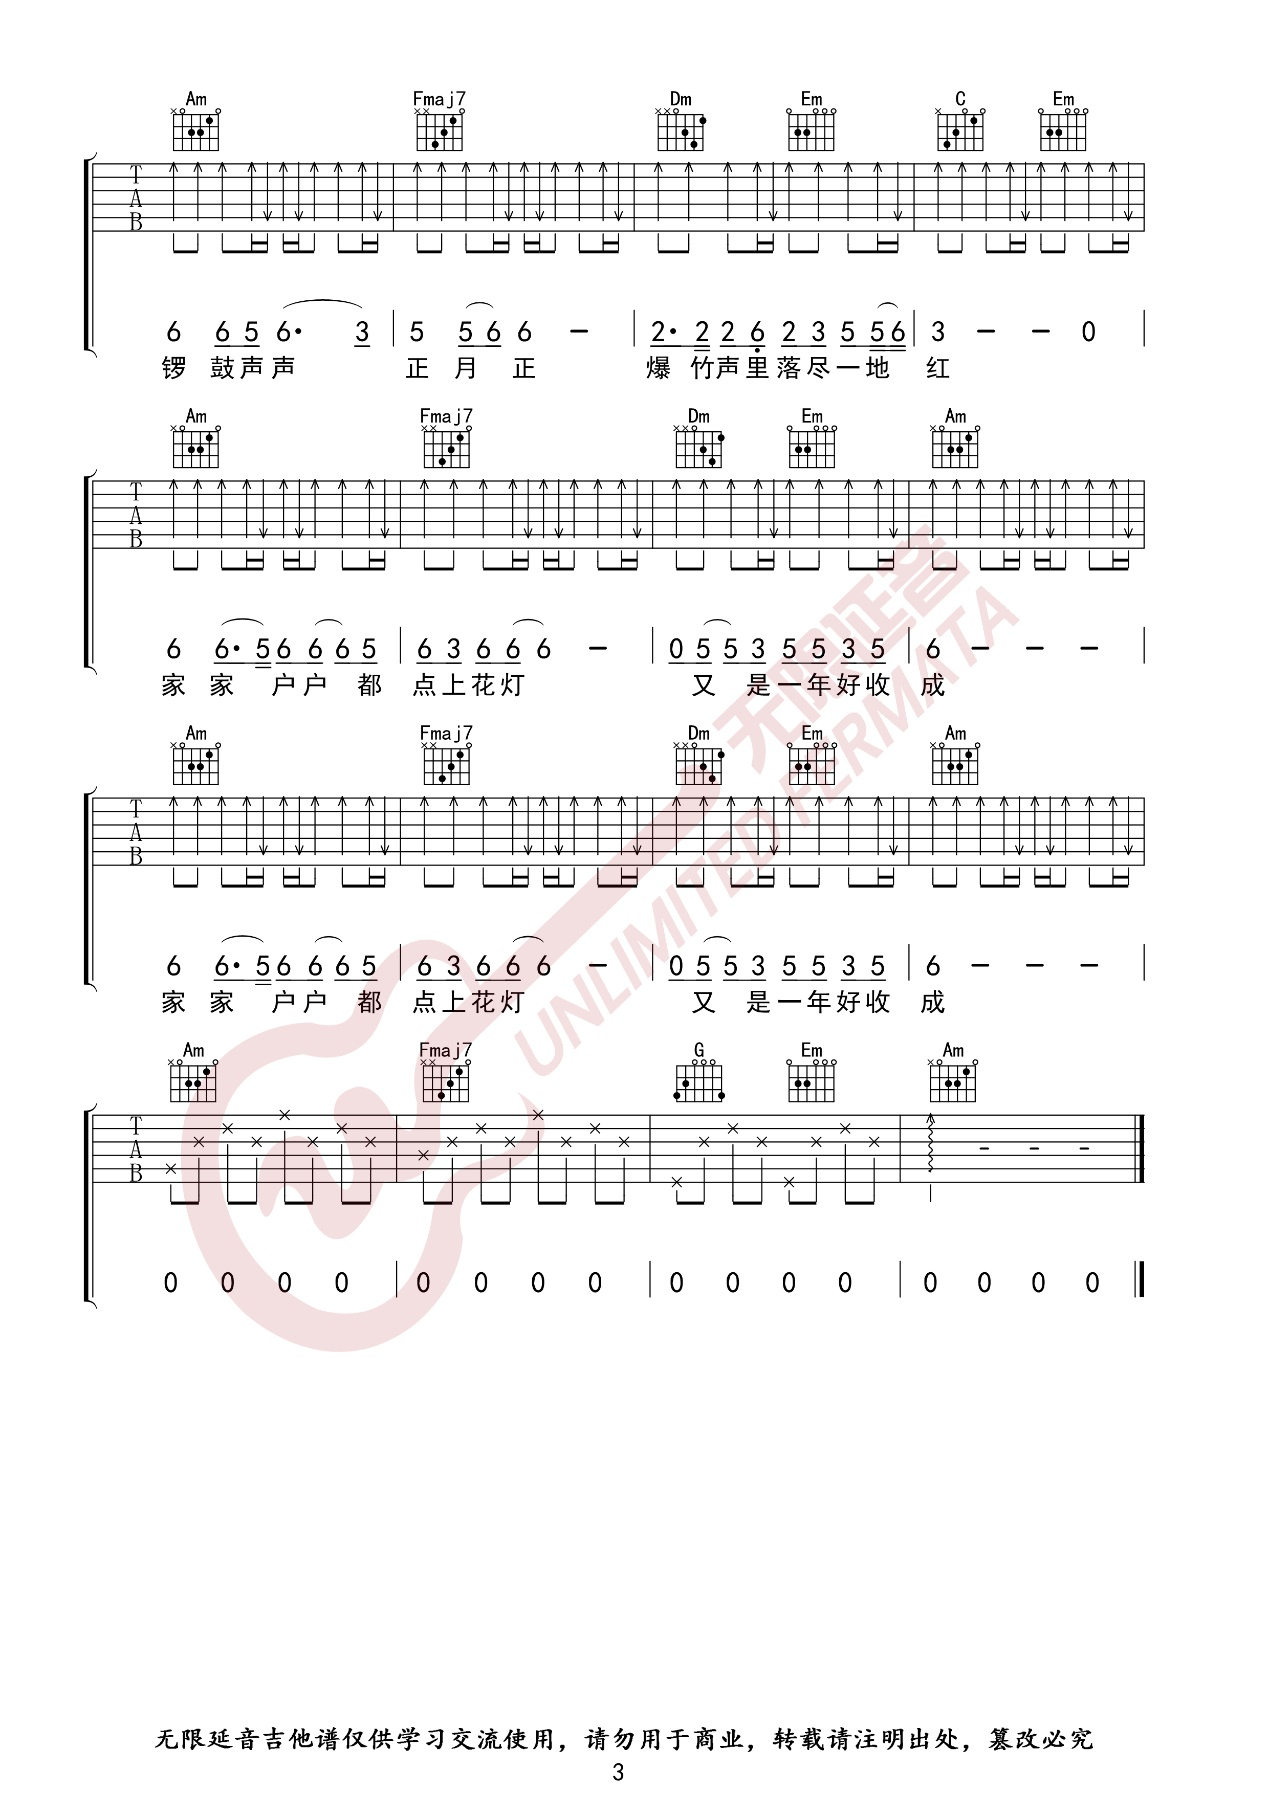 Am Fmaj7 Dm Em C Em
T
A
B
6 6 5 6· 3 | 5 5 6 6 – | 2· 2 2 6 2 3 5 5 6 | 3 – – 0 |
锣 鼓 声 声 正 月 正 爆 竹 声 里 落 尽 一 地 红
Am Fmaj7 Dm Em Am
T
A
B
6 6· 5 6 6 6 5 | 6 3 6 6 6 – | 0 5 5 3 5 5 3 5 | 6 – – – |
家 家 户 户 都 点 上 花 灯 又 是 一 年 好 收 成
Am Fmaj7 Dm Em Am
T
A
B
6 6· 5 6 6 6 5 | 6 3 6 6 6 – | 0 5 5 3 5 5 3 5 | 6 – – – |
家 家 户 户 都 点 上 花 灯 又 是 一 年 好 收 成
Am Fmaj7 G Em Am
T
A
B
– – –
0 0 0 0 | 0 0 0 0 | 0 0 0 0 | 0 0 0 0
无限延音
UNLIMITED FERMATA
无限延音吉他谱仅供学习交流使用，请勿用于商业，转载请注明出处，篡改必究
3